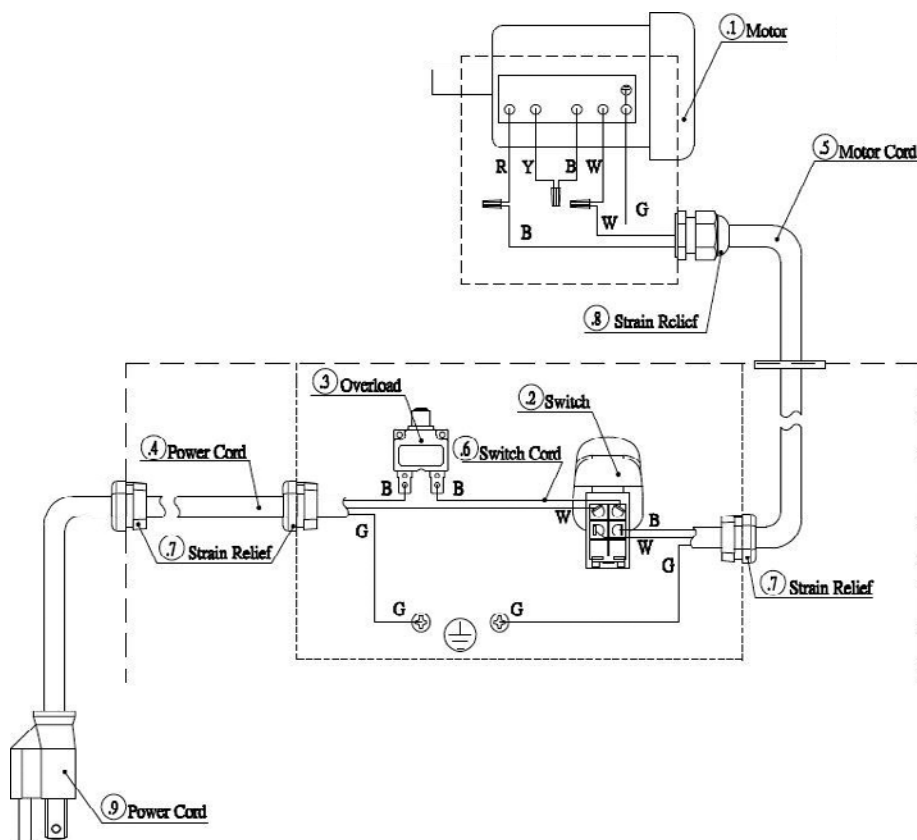 .1 Motor
R Y B W
G
W
B
.5 Motor Cord
.8 Strain Relief
.3 Overload
.2 Switch
.4 Power Cord
.6 Switch Cord
B B
W B
W
G G
.7 Strain Relief
.7 Strain Relief
G G
.9 Power Cord